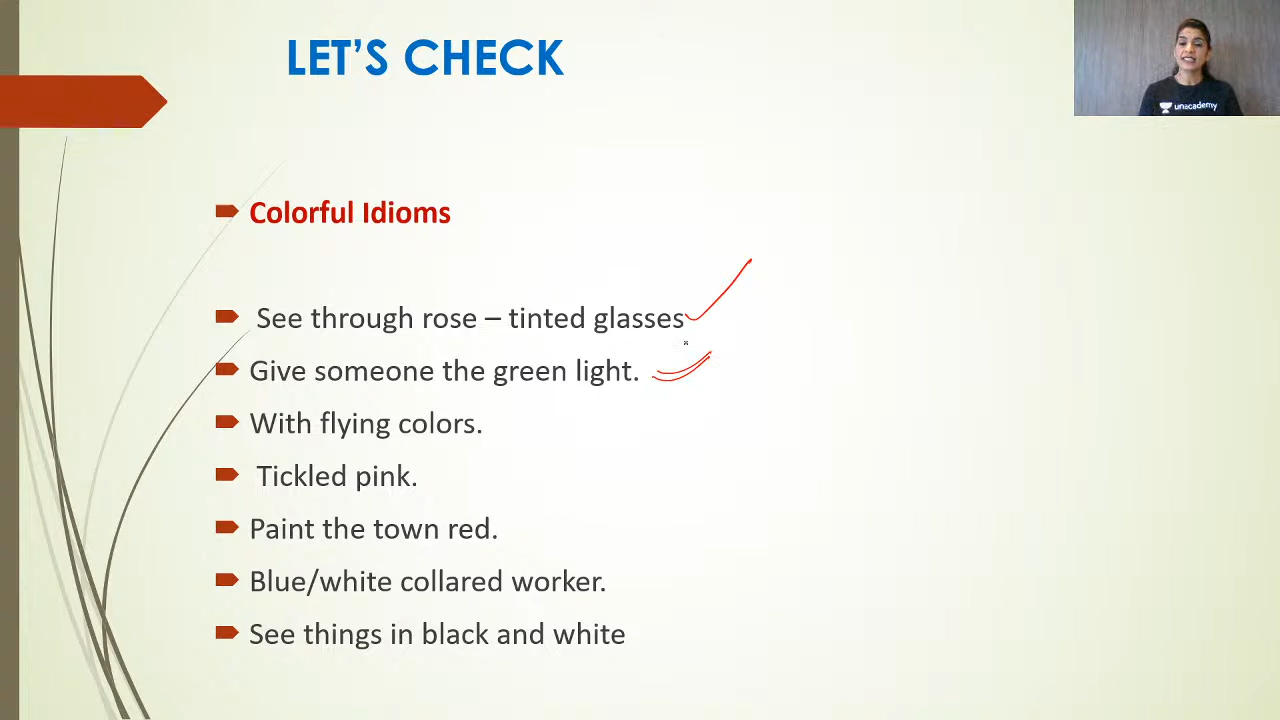 LET'S CHECK
unacademy
Colorful Idioms
See through rose – tinted glasses
Give someone the green light.
With flying colors.
Tickled pink.
Paint the town red.
Blue/white collared worker.
See things in black and white